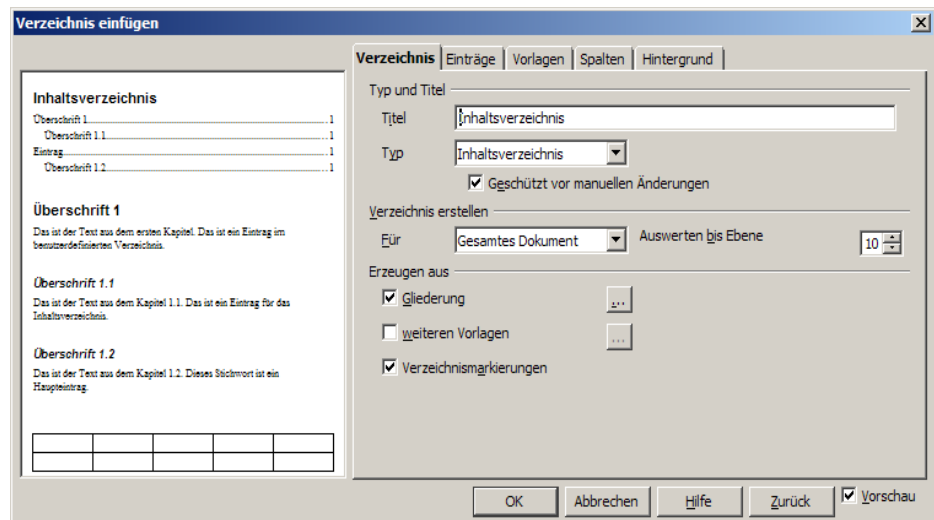 Verzeichnis einfügen
Verzeichnis Einträge Vorlagen Spalten Hintergrund
Inhaltsverzeichnis
Überschrift 1 1
Überschrift 1.1 1
Eintrag 1
Überschrift 1.2 1
Überschrift 1
Das ist der Text aus dem ersten Kapitel. Das ist ein Eintrag im
benutzerdefinierten Verzeichnis.
Überschrift 1.1
Das ist der Text aus dem Kapitel 1.1. Das ist ein Eintrag für das
Inhaltsverzeichnis.
Überschrift 1.2
Das ist der Text aus dem Kapitel 1.2. Dieses Stichwort ist ein
Haupteintrag.
Typ und Titel
Titel Inhaltsverzeichnis
Typ Inhaltsverzeichnis
Geschützt vor manuellen Änderungen
Verzeichnis erstellen
Für Gesamtes Dokument Auswerten bis Ebene 10
Erzeugen aus
Gliederung ...
weiteren Vorlagen ...
Verzeichnismarkierungen
OK Abbrechen Hilfe Zurück Vorschau